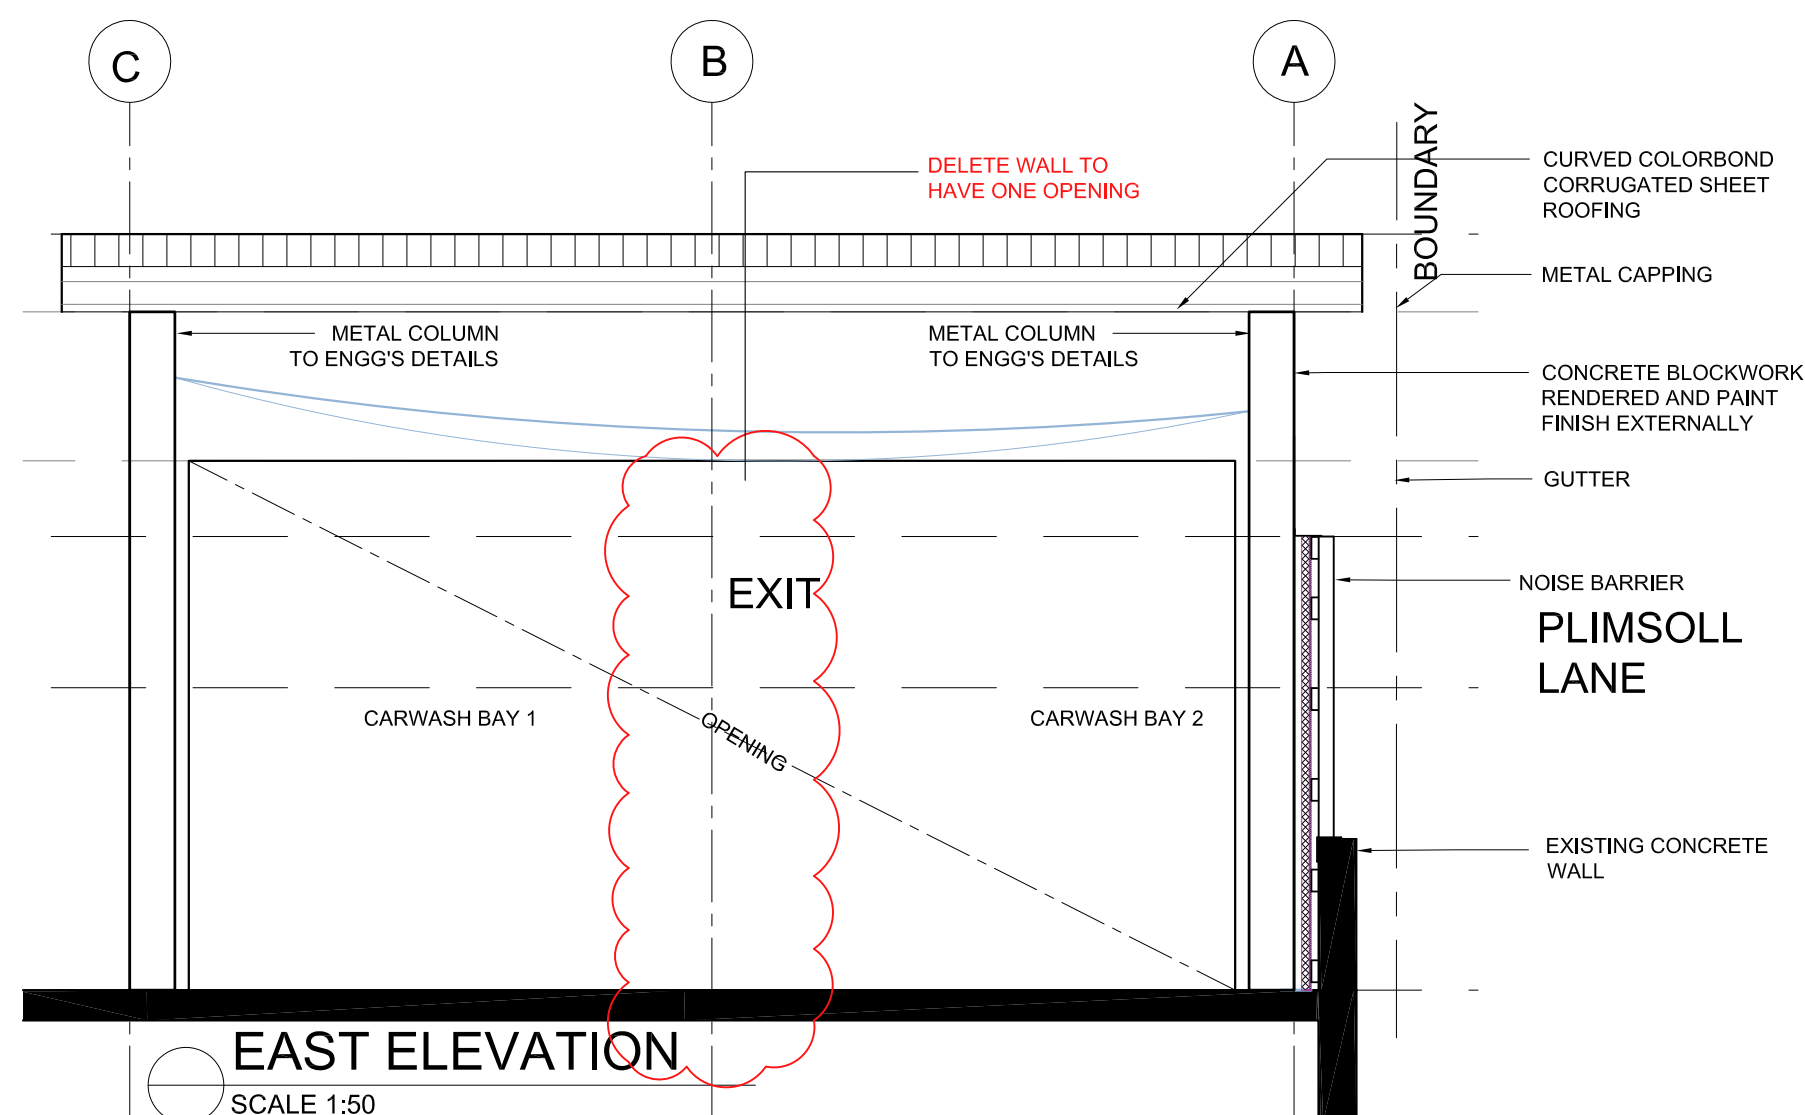 C
B
A
BOUNDARY
DELETE WALL TO
HAVE ONE OPENING
CURVED COLORBOND
CORRUGATED SHEET
ROOFING
METAL CAPPING
METAL COLUMN
TO ENGG'S DETAILS
METAL COLUMN
TO ENGG'S DETAILS
CONCRETE BLOCKWORK
RENDERED AND PAINT
FINISH EXTERNALLY
GUTTER
EXIT
NOISE BARRIER
PLIMSOLL
LANE
CARWASH BAY 1
OPENING
CARWASH BAY 2
EXISTING CONCRETE
WALL
EAST ELEVATION
SCALE 1:50